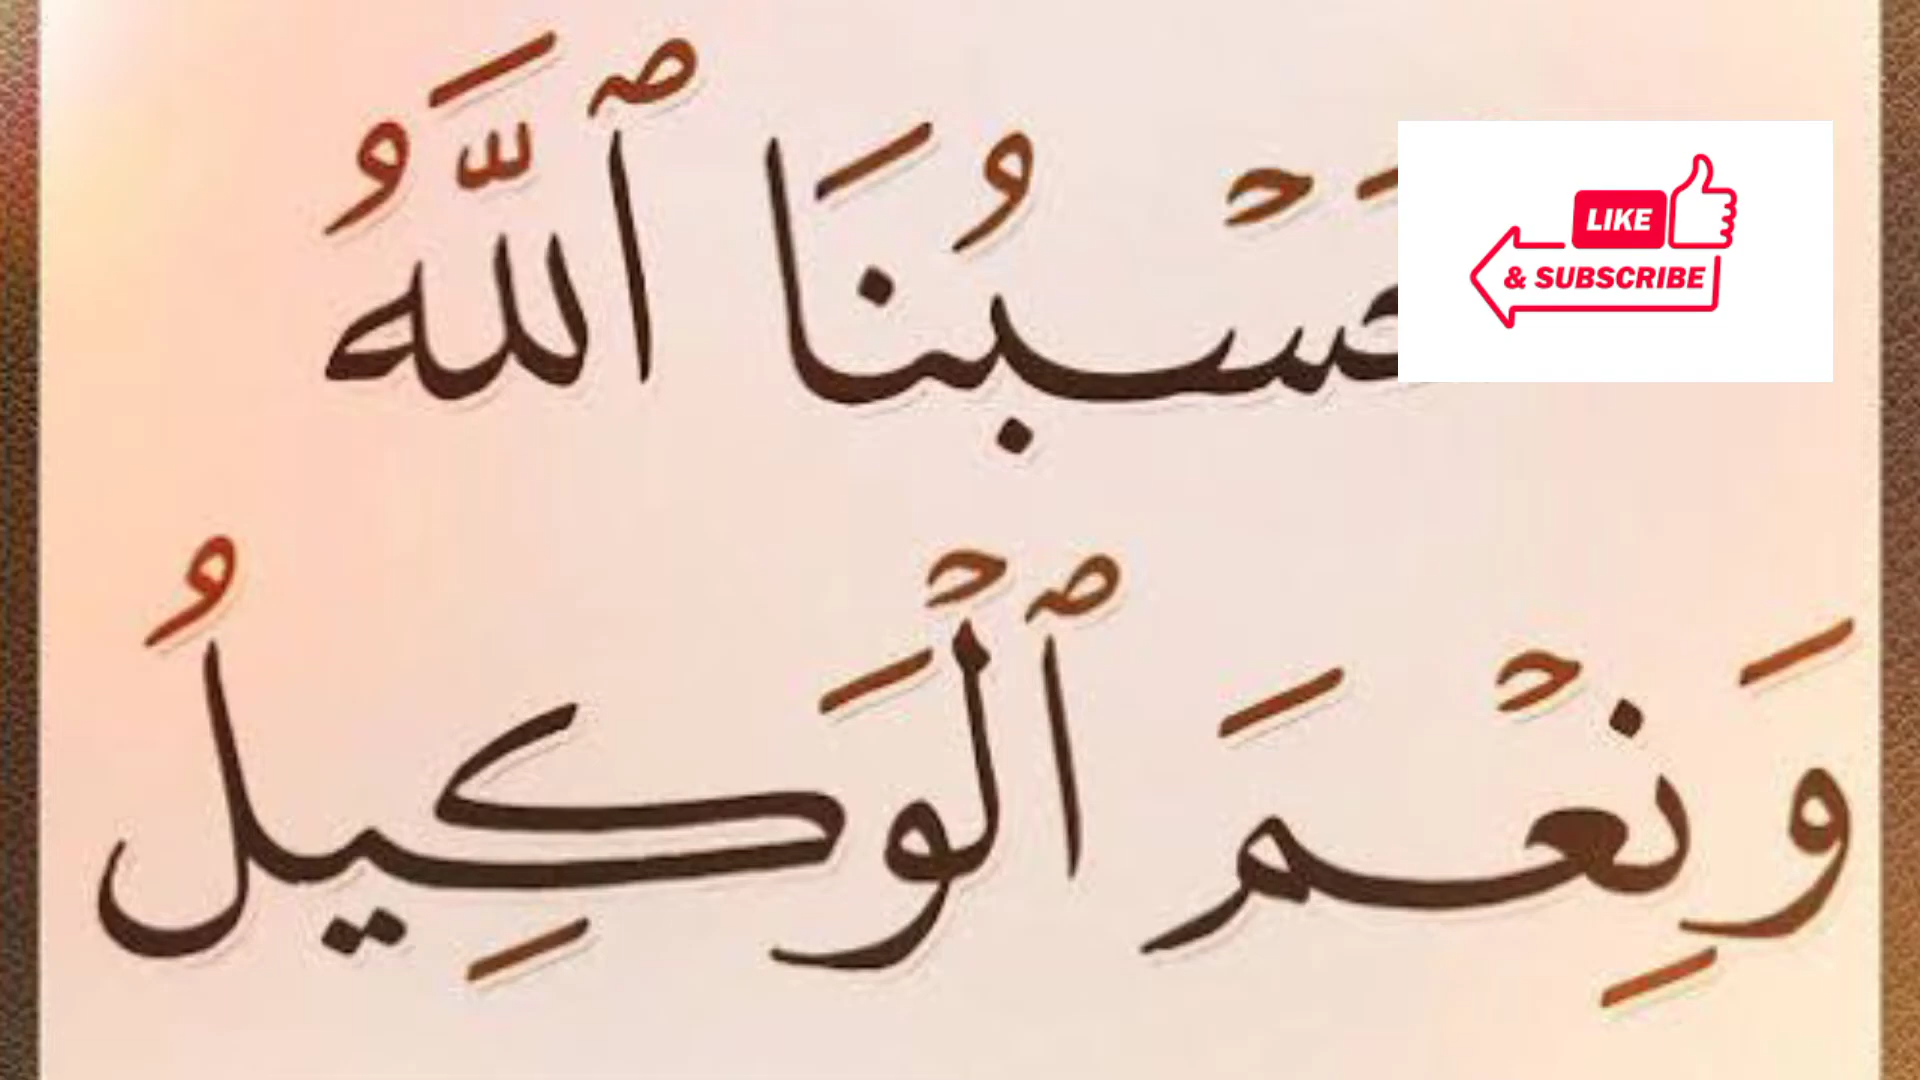 حَسْبُنَا ٱللَّهُ
وَنِعْمَ ٱلْوَكِيلُ
LIKE
& SUBSCRIBE